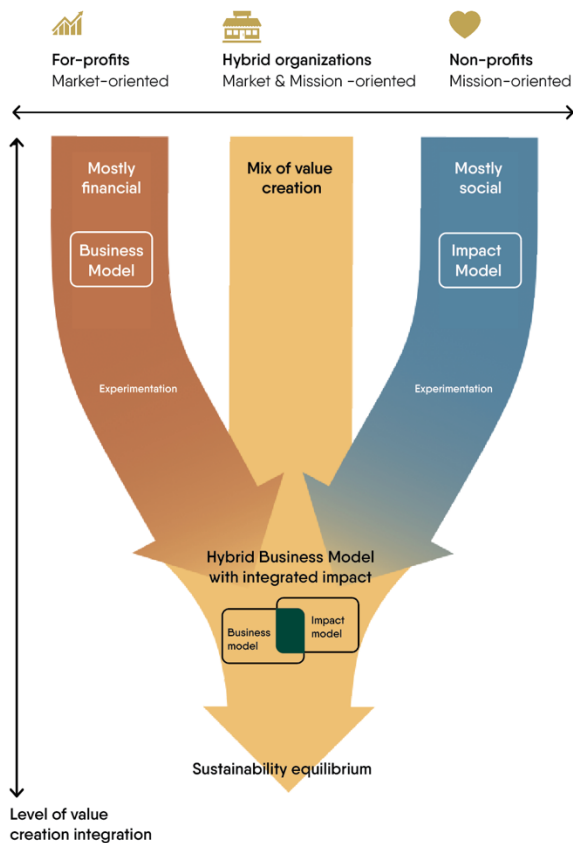 For-profits
Market-oriented
Hybrid organizations
Market & Mission -oriented
Non-profits
Mission-oriented
Mostly
financial
Mix of value
creation
Mostly
social
Business
Model
Impact
Model
Experimentation
Experimentation
Hybrid Business Model
with integrated impact
Business
model
Impact
model
Sustainability equilibrium
Level of value
creation integration